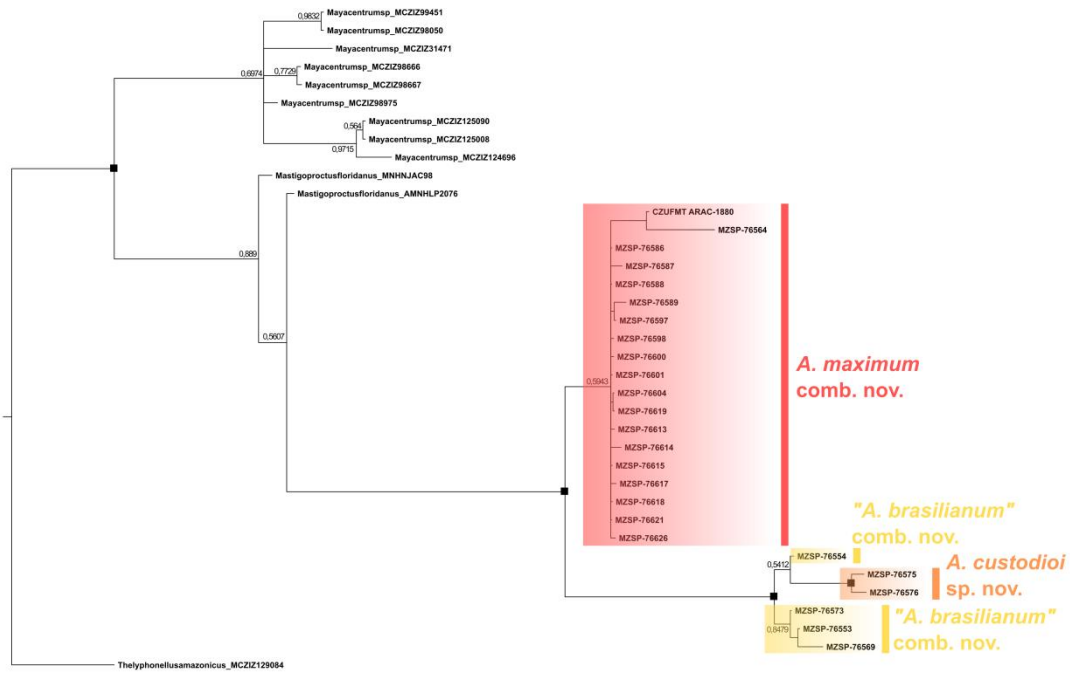 0,9832
Mayacentrumsp_MCZIZ99451
Mayacentrumsp_MCZIZ98050
Mayacentrumsp_MCZIZ31471
0,6974
0,7729
Mayacentrumsp_MCZIZ98666
Mayacentrumsp_MCZIZ98667
Mayacentrumsp_MCZIZ98975
Mayacentrumsp_MCZIZ125090
0,564
Mayacentrumsp_MCZIZ125008
0,9715
Mayacentrumsp_MCZIZ124696
Mastigoproctusfloridanus_MNHNJAC98
Mastigoproctusfloridanus_AMNHLP2076
0,889
0,5607
CZUFMT ARAC-1880
MZSP-76564
MZSP-76586
MZSP-76587
MZSP-76588
MZSP-76589
MZSP-76597
MZSP-76598
MZSP-76600
MZSP-76601
0,5943
MZSP-76604
MZSP-76619
MZSP-76613
MZSP-76614
MZSP-76615
MZSP-76617
MZSP-76618
MZSP-76621
MZSP-76626
A. maximum
comb. nov.
"A. brasilianum"
comb. nov.
MZSP-76554
0,5412
MZSP-76575
MZSP-76576
A. custodioi
sp. nov.
MZSP-76573
0,8479
MZSP-76553
MZSP-76569
"A. brasilianum"
comb. nov.
Thelyphonellusamazonicus_MCZIZ129084